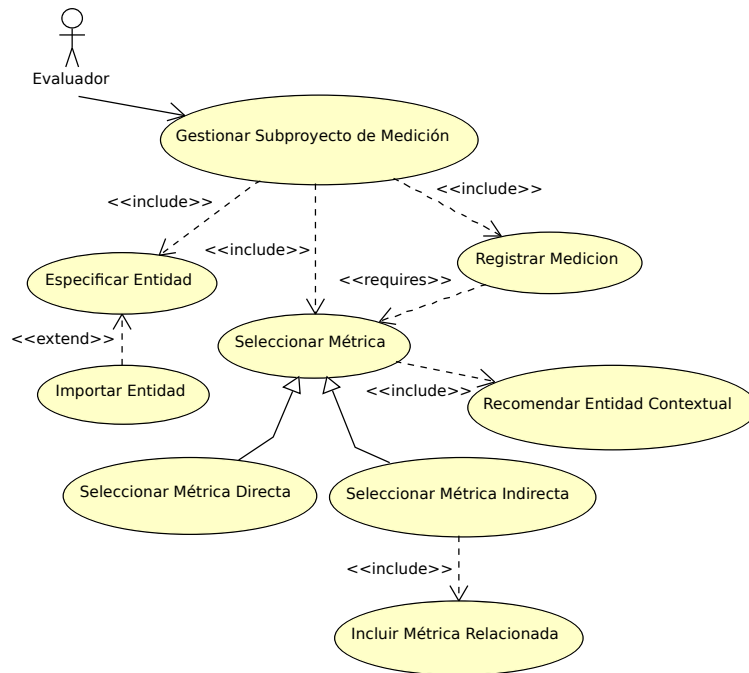 Evaluador
Gestionar Subproyecto de Medición
<<include>>
<<include>>
<<include>>
Especificar Entidad
Registrar Medicion
<<requires>>
<<extend>>
Seleccionar Métrica
Importar Entidad
<<include>>
Recomendar Entidad Contextual
Seleccionar Métrica Directa
Seleccionar Métrica Indirecta
<<include>>
Incluir Métrica Relacionada